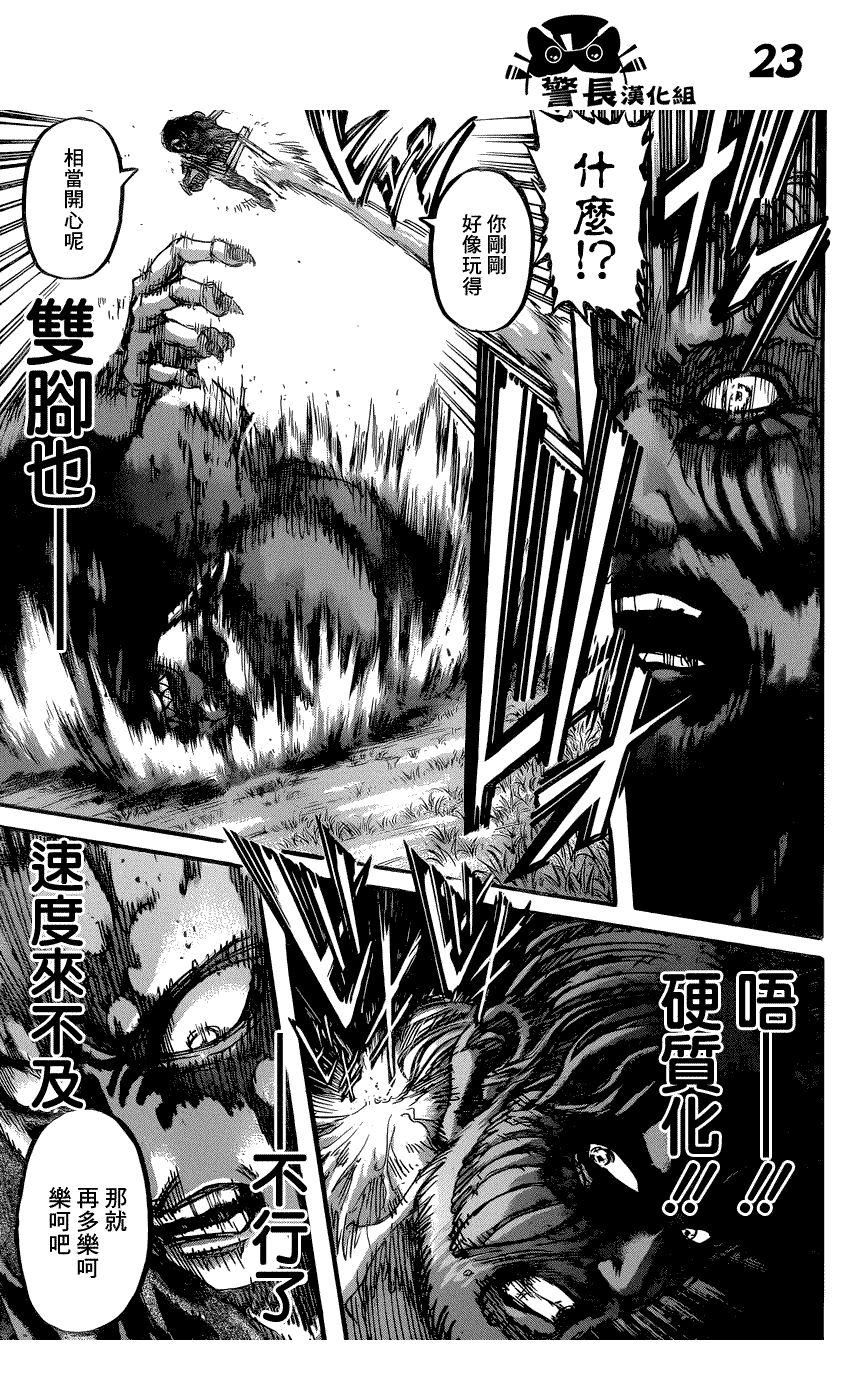 23
警長漢化組
什麼!?
你剛剛
好像玩得
相當開心呢
雙腳也——
唔——!!
硬質化!!
——不行了
速度來不及
那就
再多樂呵
樂呵吧